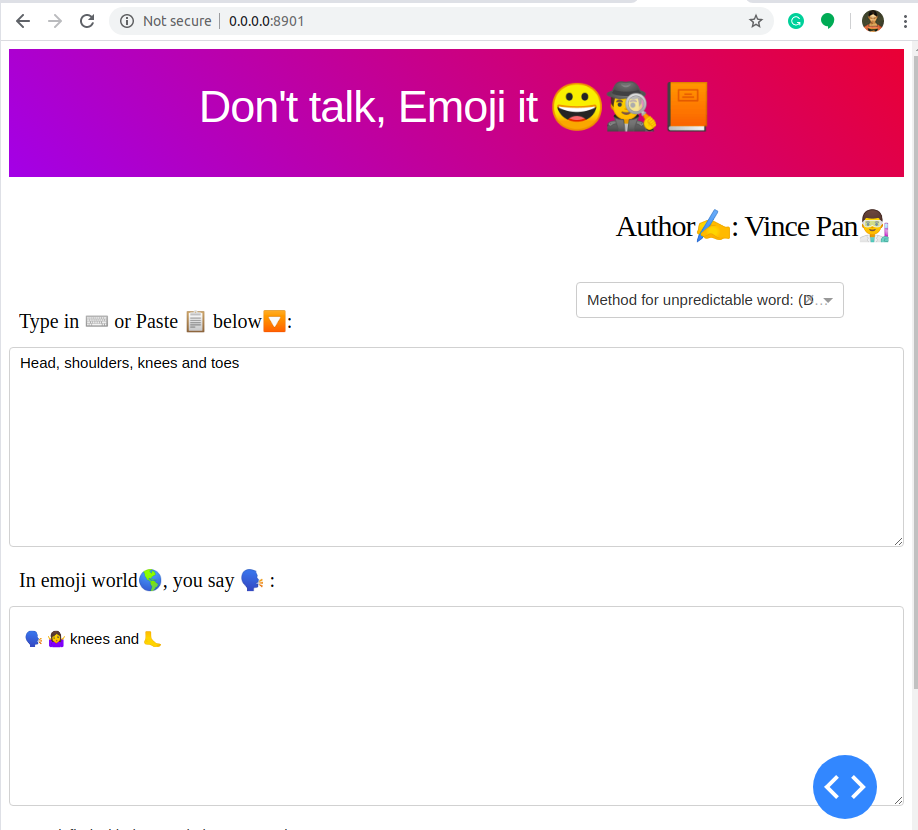 Not secure | 0.0.0.0:8901
Don't talk, Emoji it 😀🕵️📙
Author✍️: Vince Pan👨‍🔬
Method for unpredictable word: (D
Type in ⌨️ or Paste 📋 below🔽:
Head, shoulders, knees and toes
In emoji world🌎, you say 🗣️ :
🗣️ 🤷‍♀️ knees and 🦶